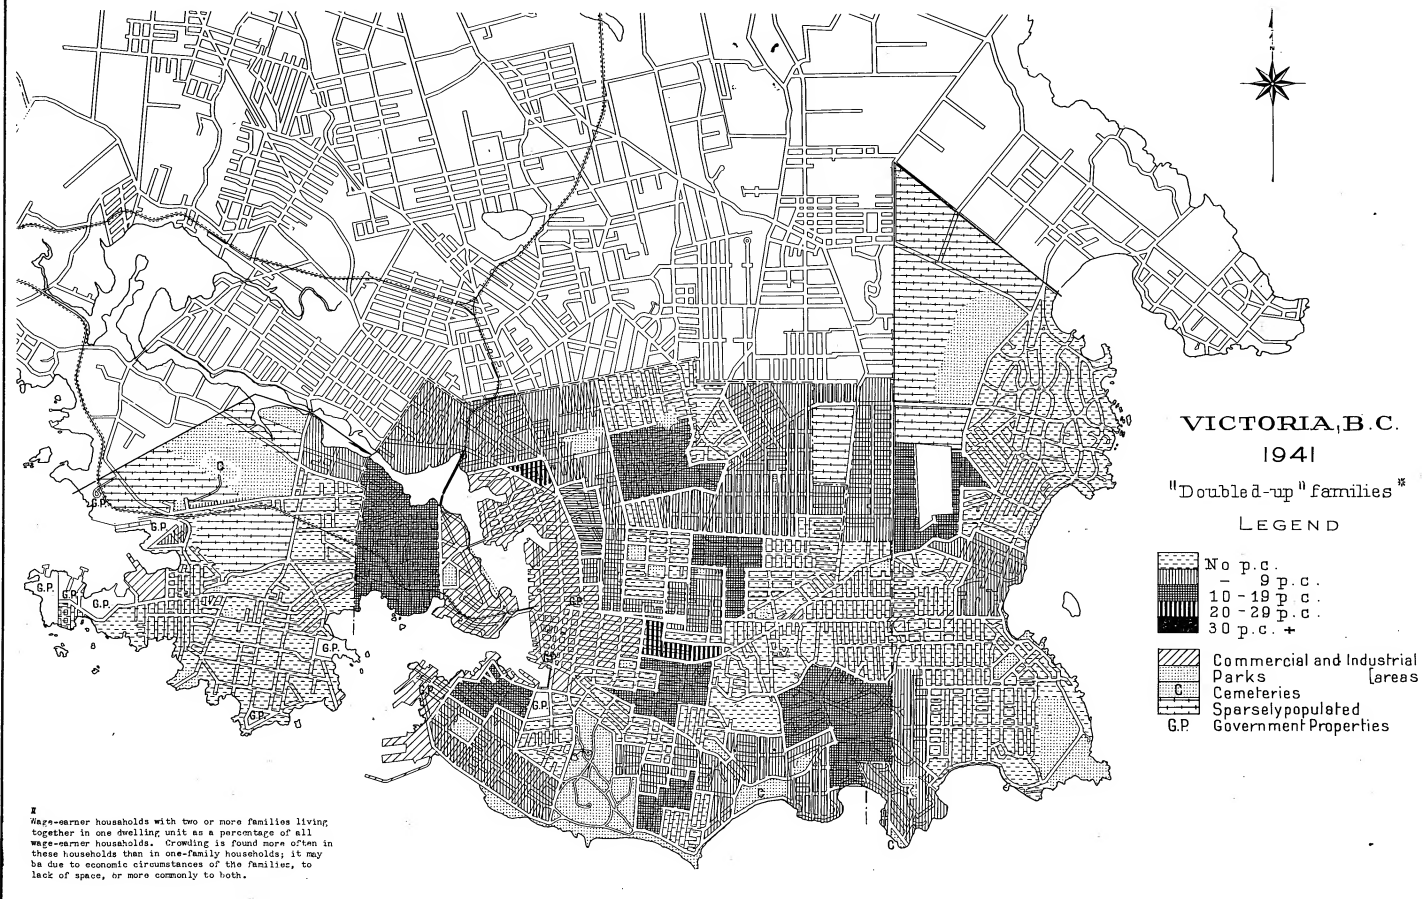 VICTORIA, B.C.
1941
"Doubled-up" families*
LEGEND
No p.c.
- 9 p.c.
10-19 p.c.
20-29 p.c.
30 p.c. +
Commercial and Industrial
Parks [areas
C Cemeteries
Sparsely populated
G.P. Government Properties
C
G.P.
G.P.
G.P.
G.P.
G.P.
G.P.
G.P.
G.P.
G.P.
C
C
Wage-earner housaholds with two or more families living
together in one dwelling unit as a percentage of all
wage-earner housaholds. Crowding is found more often in
these households than in one-family households; it may
be due to economic circumstances of the families, to
lack of space, or more commonly to both.